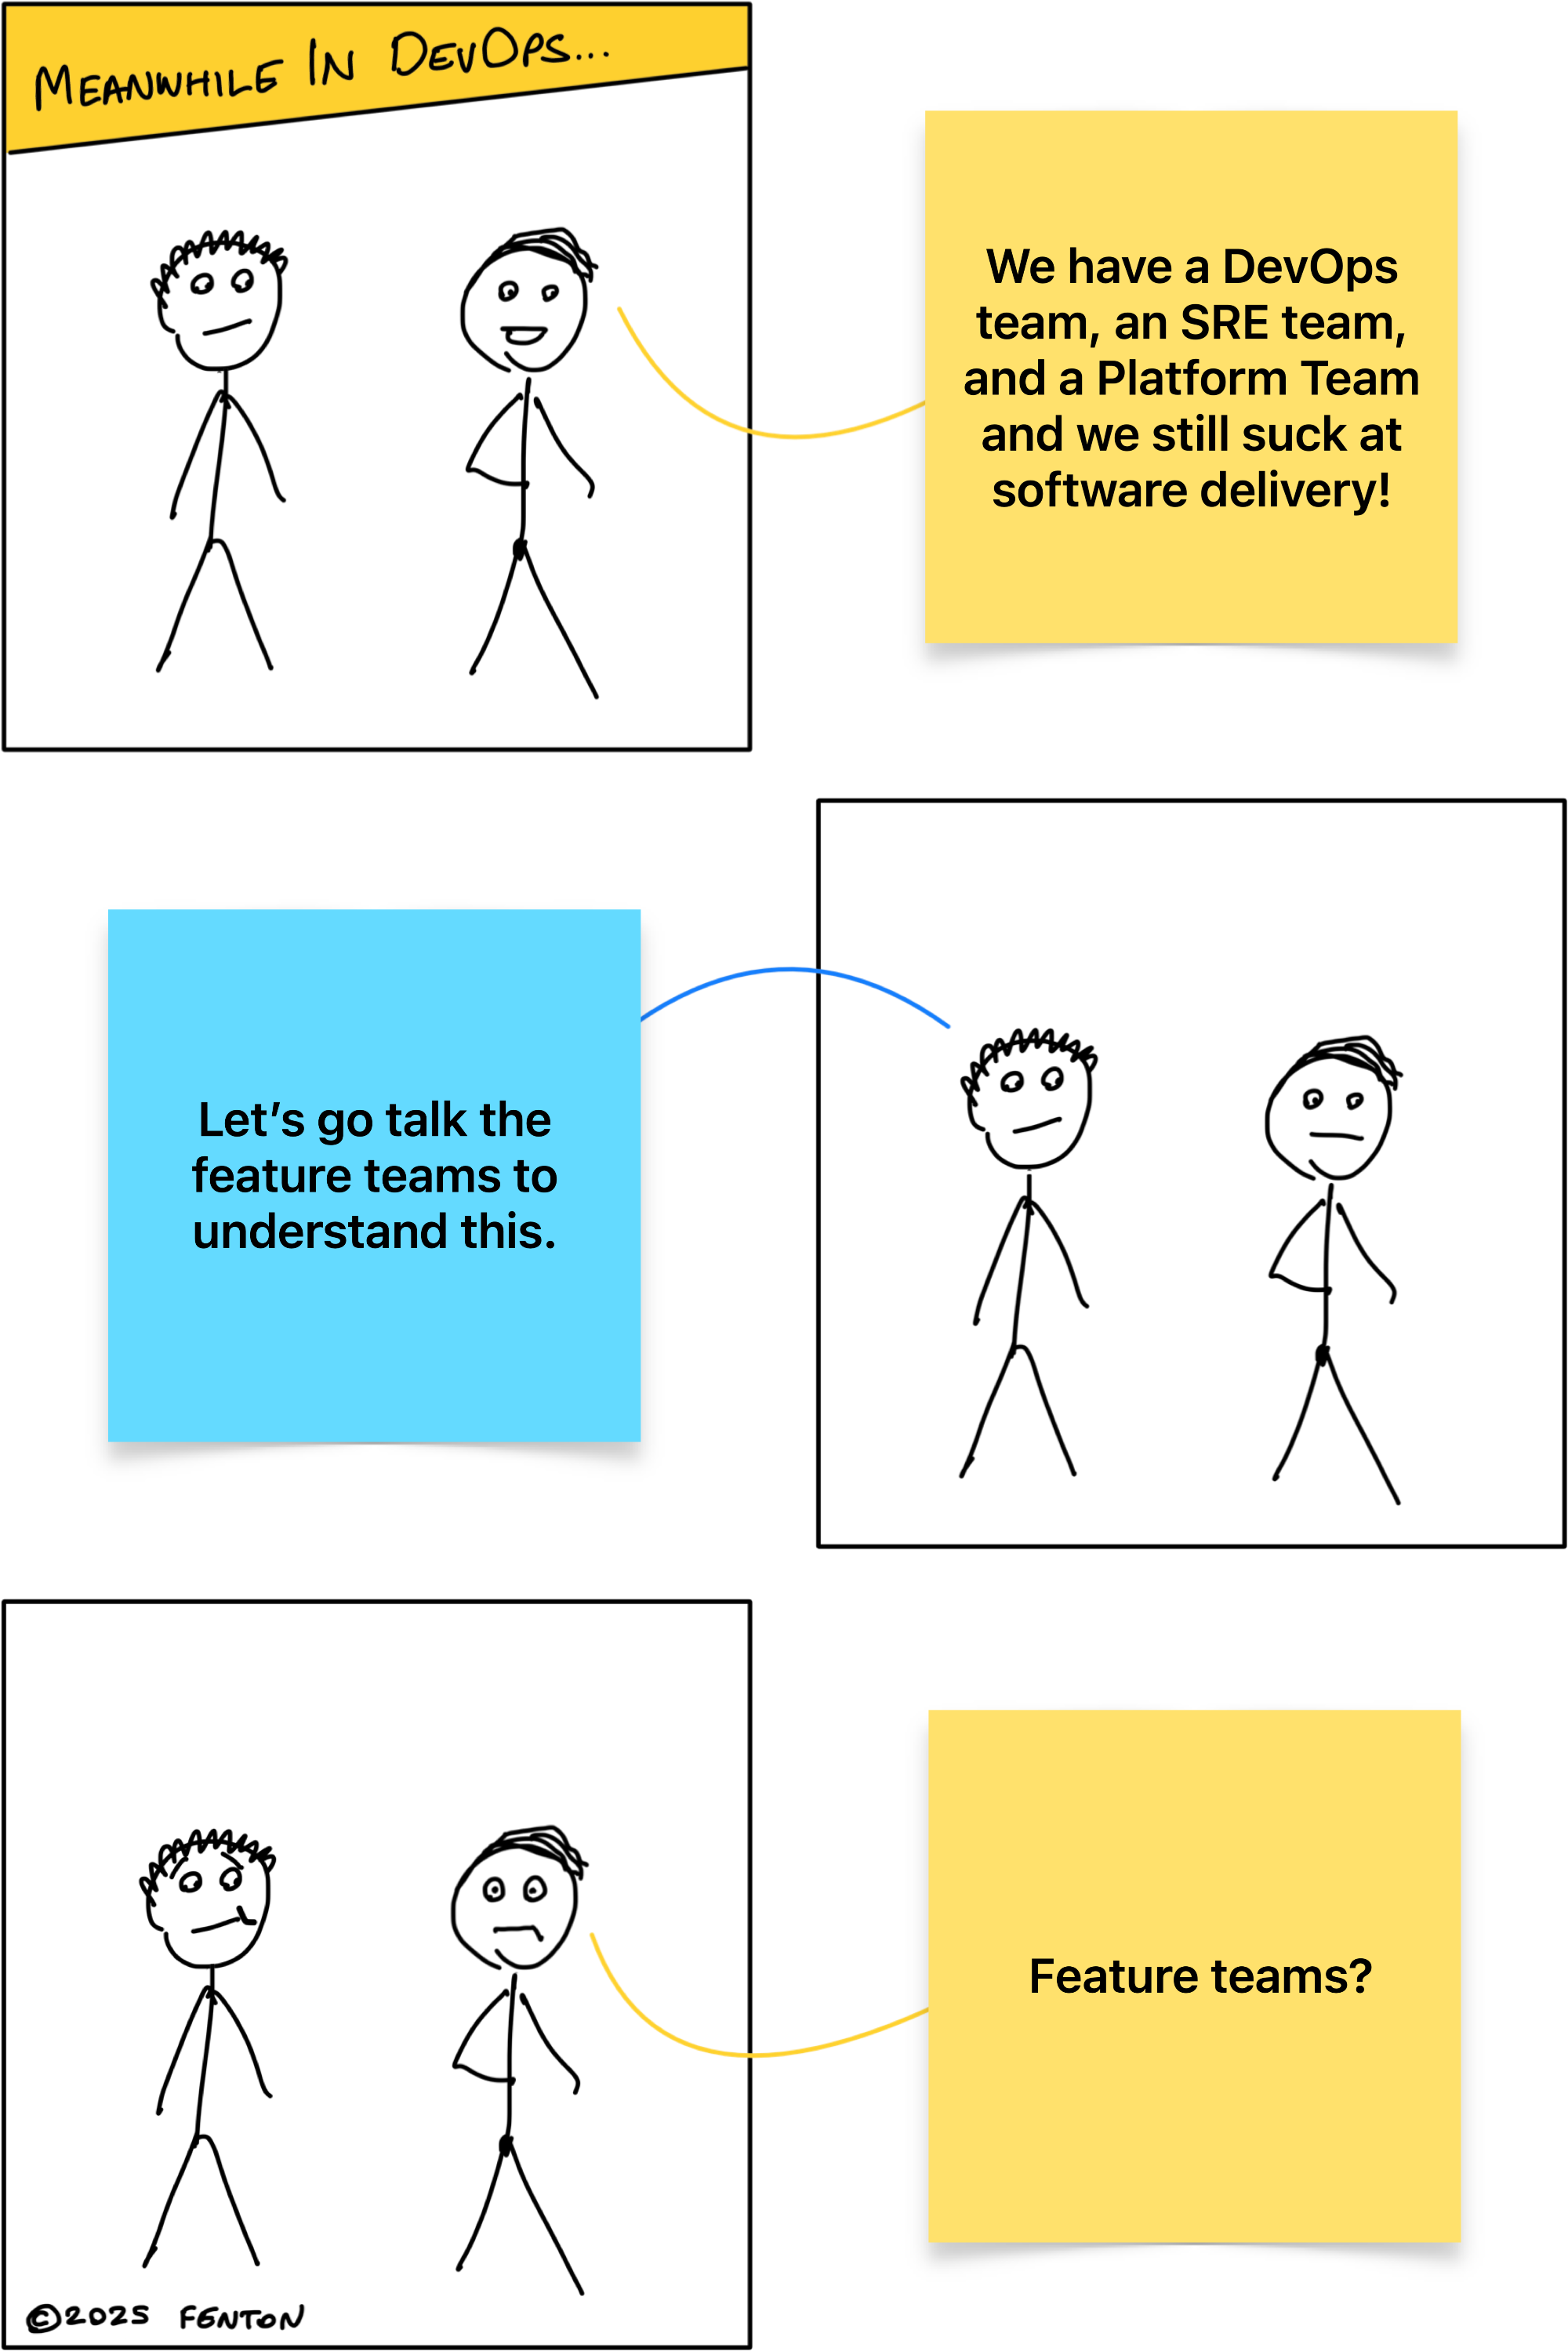 MEANWHILE IN DEVOPS...
We have a DevOps
team, an SRE team,
and a Platform Team
and we still suck at
software delivery!
Let’s go talk the
feature teams to
understand this.
Feature teams?
©2025 FENTON